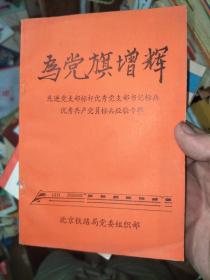 为党旗增辉
先进党支部标杆优秀党支部书记标兵
优秀共产党员标兵经验专辑
北京铁路局党委组织部